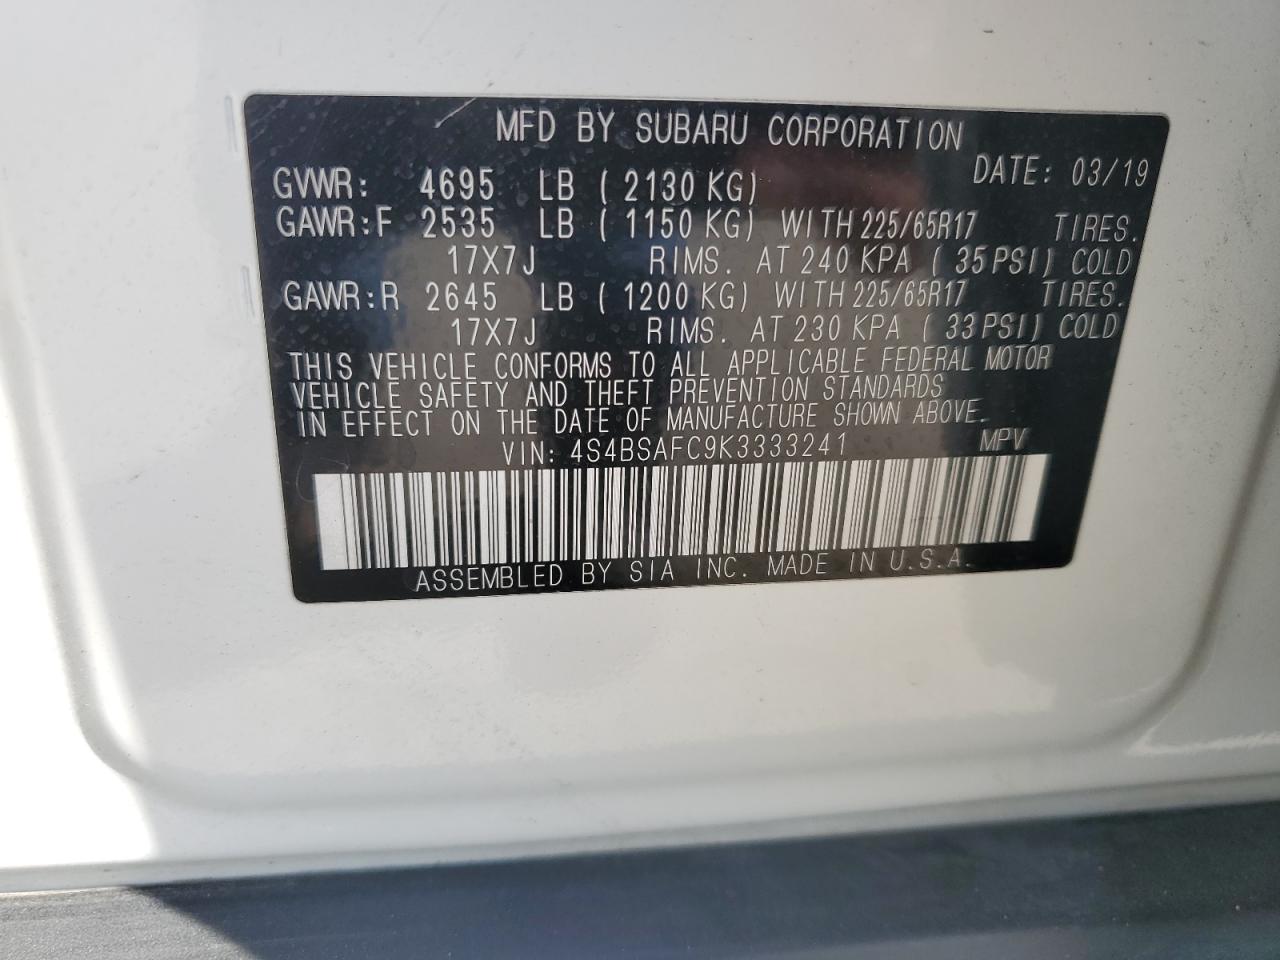 MFD BY SUBARU CORPORATION
DATE: 03/19
GVWR: 4695 LB ( 2130 KG)
GAWR:F 2535 LB ( 1150 KG) WITH 225/65R17 TIRES.
17X7J RIMS. AT 240 KPA ( 35 PSI) COLD
GAWR:R 2645 LB ( 1200 KG) WITH 225/65R17 TIRES.
17X7J RIMS. AT 230 KPA ( 33 PSI) COLD
THIS VEHICLE CONFORMS TO ALL APPLICABLE FEDERAL MOTOR
VEHICLE SAFETY AND THEFT PREVENTION STANDARDS
IN EFFECT ON THE DATE OF MANUFACTURE SHOWN ABOVE.
VIN: 4S4BSAFC9K3333241 MPV
ASSEMBLED BY SIA INC. MADE IN U.S.A.